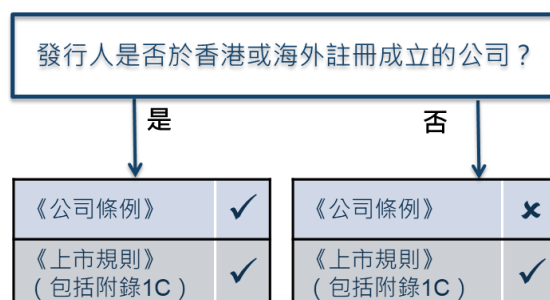 發行人是否於香港或海外註冊成立的公司？
是
否
《公司條例》 ✓
《公司條例》 ✗
《上市規則》
（包括附錄1C） ✓
《上市規則》
（包括附錄1C） ✓